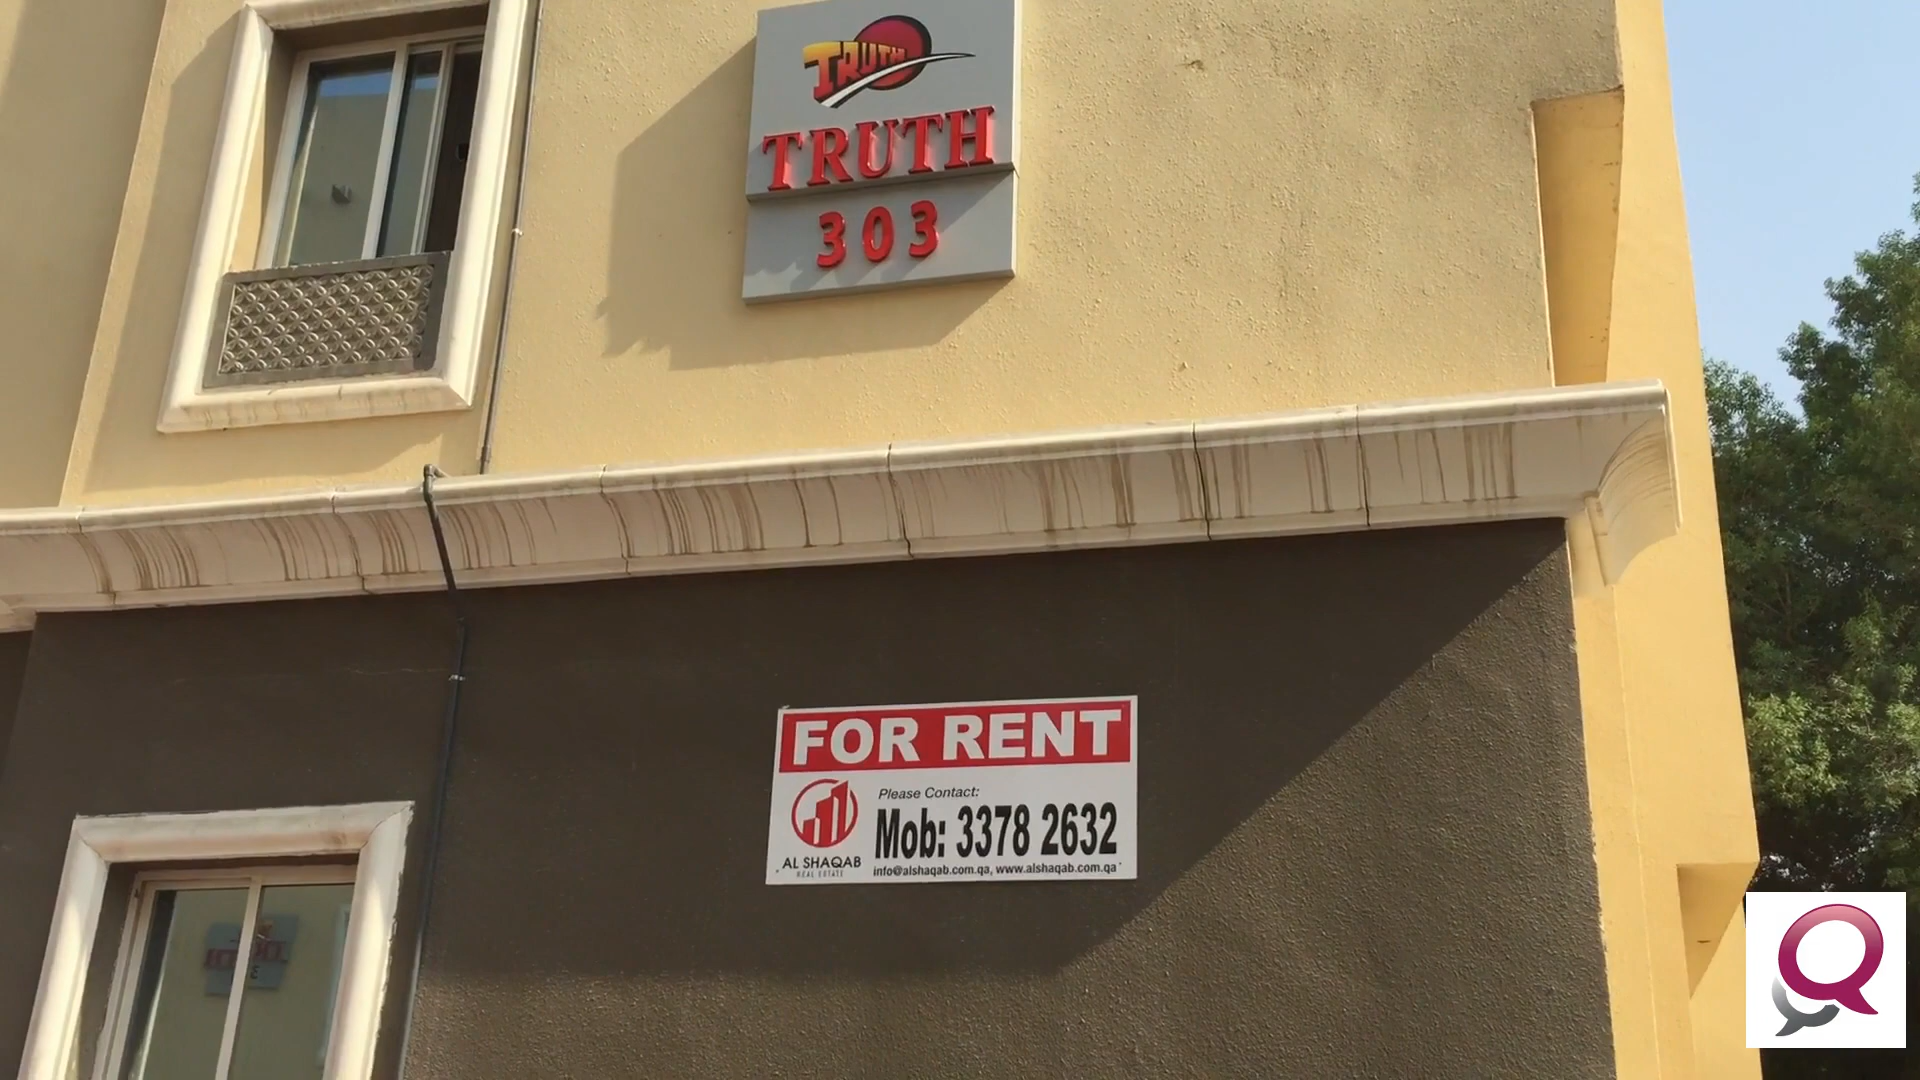 TRUTH
TRUTH
303
FOR RENT
Please Contact:
Mob: 3378 2632
AL SHAQAB
REAL ESTATE
info@alshaqab.com.qa, www.alshaqab.com.qa